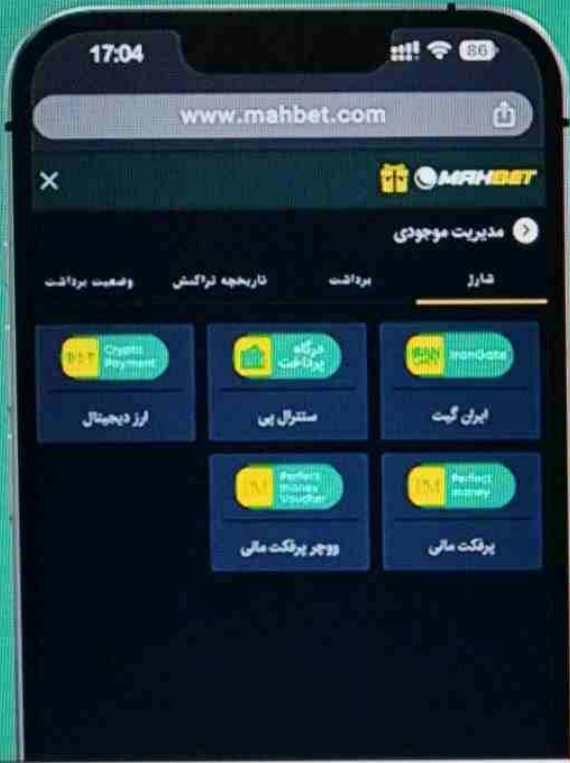 17:04
86
www.mahbet.com
MAHBET
مدیریت موجودی
شارژ
برداشت
تاریخچه تراکنش
وضعیت برداشت
IranGate
ایران گیت
درگاه
پرداخت
سنترال پی
Crypto
Payment
ارز دیجیتال
Perfect
money
پرفکت مانی
Perfect
money
Voucher
ووچر پرفکت مانی